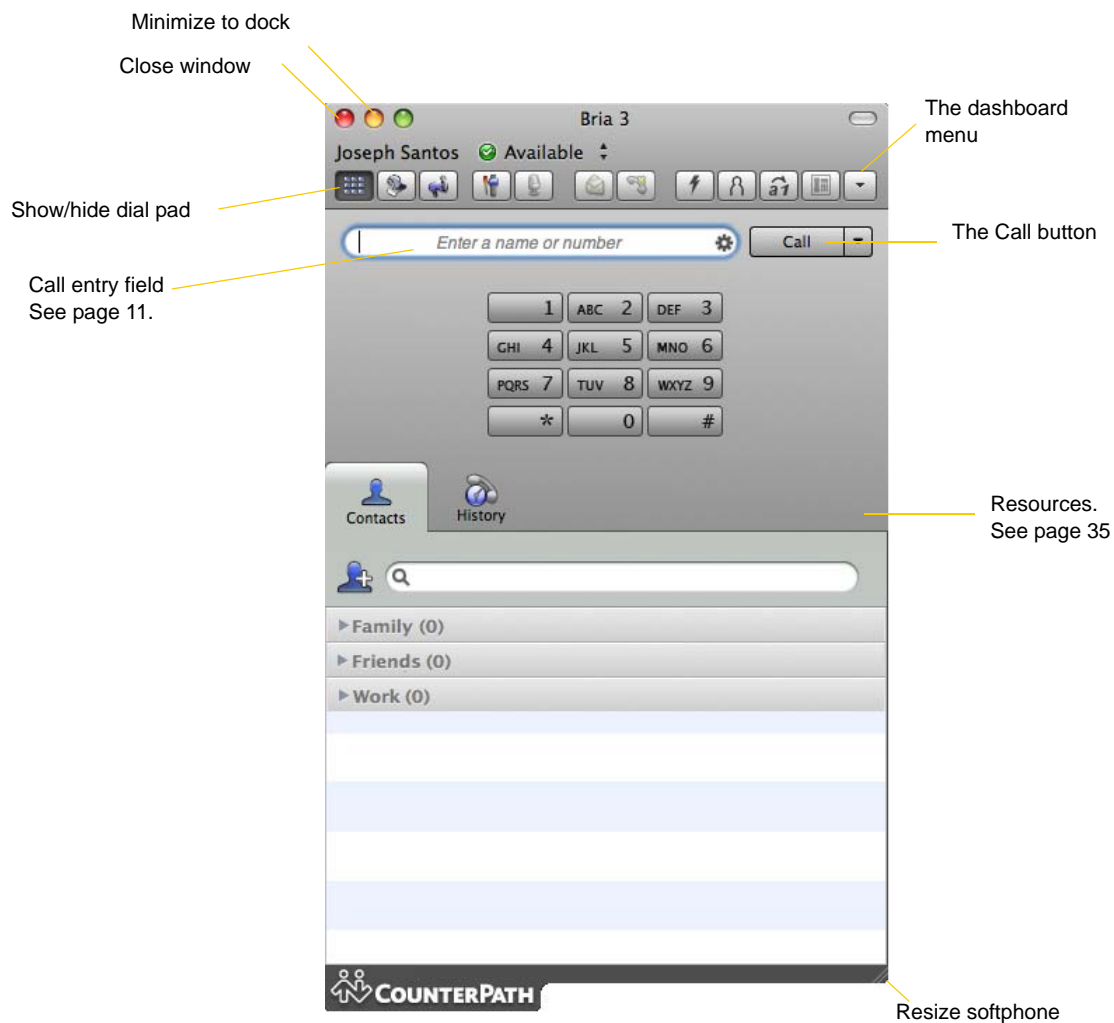 Minimize to dock
Close window
Bria 3
The dashboard
menu
Joseph Santos Available
a1
Show/hide dial pad
Enter a name or number
Call
The Call button
Call entry field
See page 11.
1 ABC 2 DEF 3
GHI 4 JKL 5 MNO 6
PQRS 7 TUV 8 WXYZ 9
* 0 #
Contacts
History
Resources.
See page 35
Family (0)
Friends (0)
Work (0)
COUNTERPATH
Resize softphone